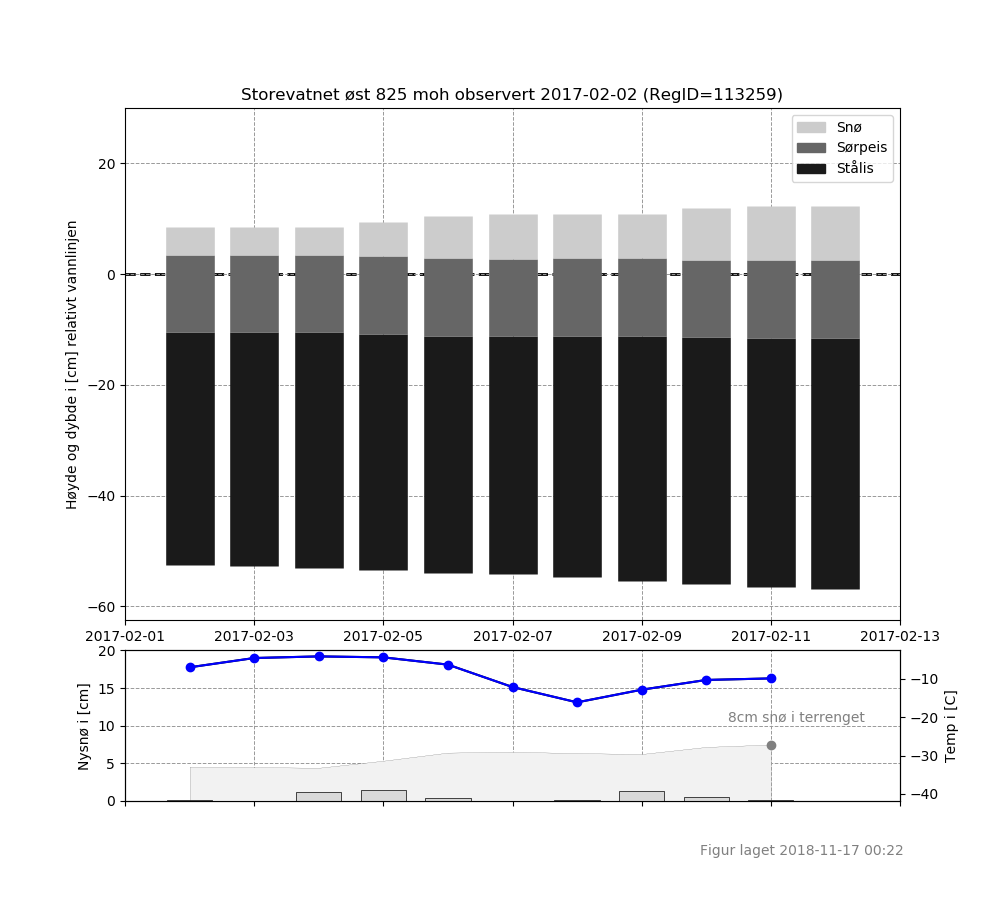 Storevatnet øst 825 moh observert 2017-02-02 (RegID=113259)
Snø
Sørpeis
Stålis
Høyde og dybde i [cm] relativt vannlinjen
20
0
−20
−40
−60
2017-02-01 2017-02-03 2017-02-05 2017-02-07 2017-02-09 2017-02-11 2017-02-13
Nysnø i [cm]
20
15
10
5
0
8cm snø i terrenget
−10
−20
−30
−40
Temp i [C]
Figur laget 2018-11-17 00:22